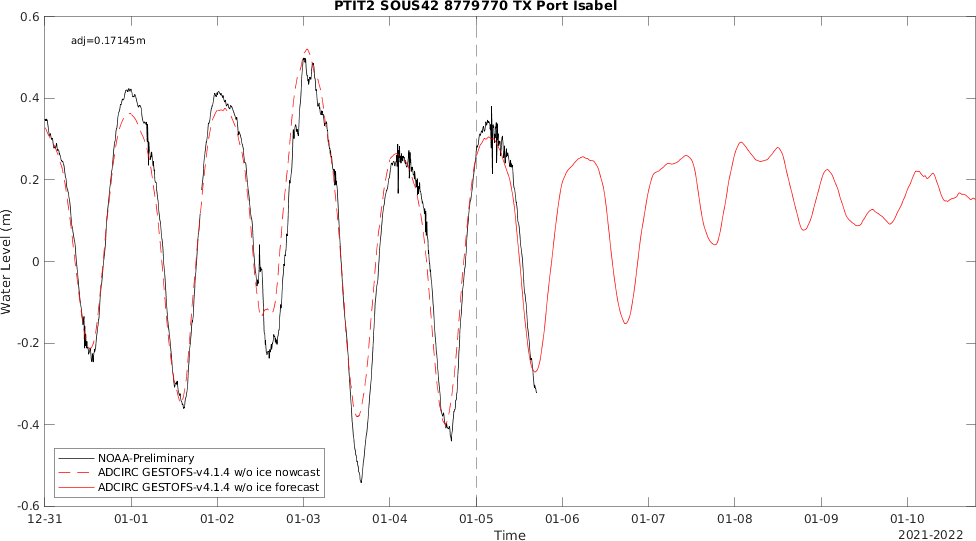 PTIT2 SOUS42 8779770 TX Port Isabel
adj=0.17145m
0.6
0.4
0.2
0
-0.2
-0.4
-0.6
Water Level (m)
NOAA-Preliminary
ADCIRC GESTOFS-v4.1.4 w/o ice nowcast
ADCIRC GESTOFS-v4.1.4 w/o ice forecast
12-31 01-01 01-02 01-03 01-04 01-05 01-06 01-07 01-08 01-09 01-10
Time
2021-2022